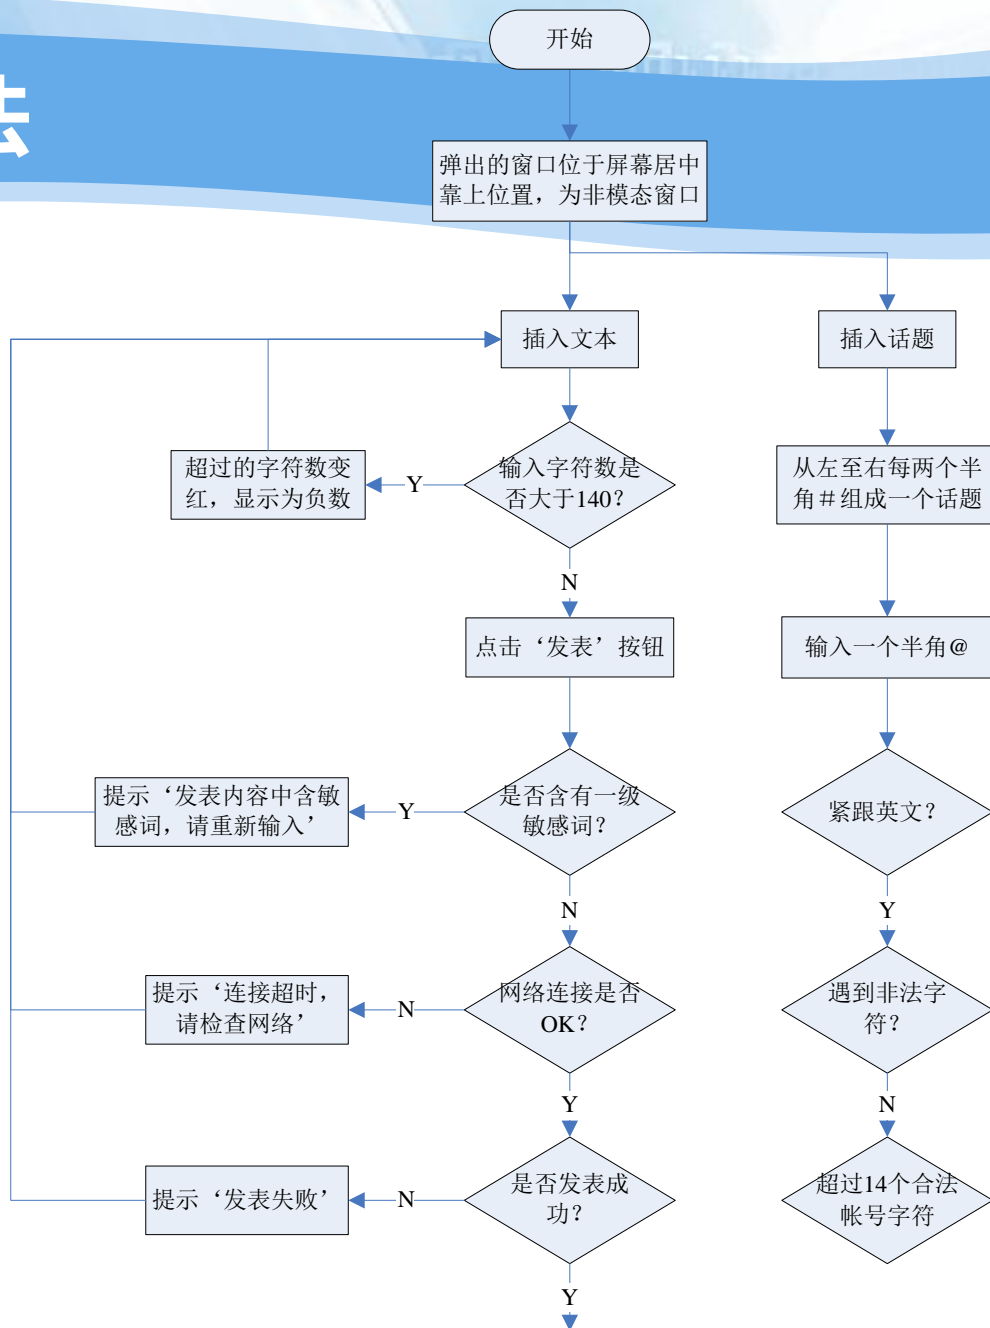 法
开始
弹出的窗口位于屏幕居中
靠上位置，为非模态窗口
插入文本
插入话题
输入字符数是
否大于140？
Y
超过的字符数变
红，显示为负数
从左至右每两个半
角＃组成一个话题
N
点击‘发表’按钮
输入一个半角@
是否含有一级
敏感词？
Y
提示‘发表内容中含敏
感词，请重新输入’
紧跟英文？
N
Y
网络连接是否
OK？
N
提示‘连接超时，
请检查网络’
遇到非法字
符？
Y
N
是否发表成
功？
N
提示‘发表失败’
超过14个合法
帐号字符
Y